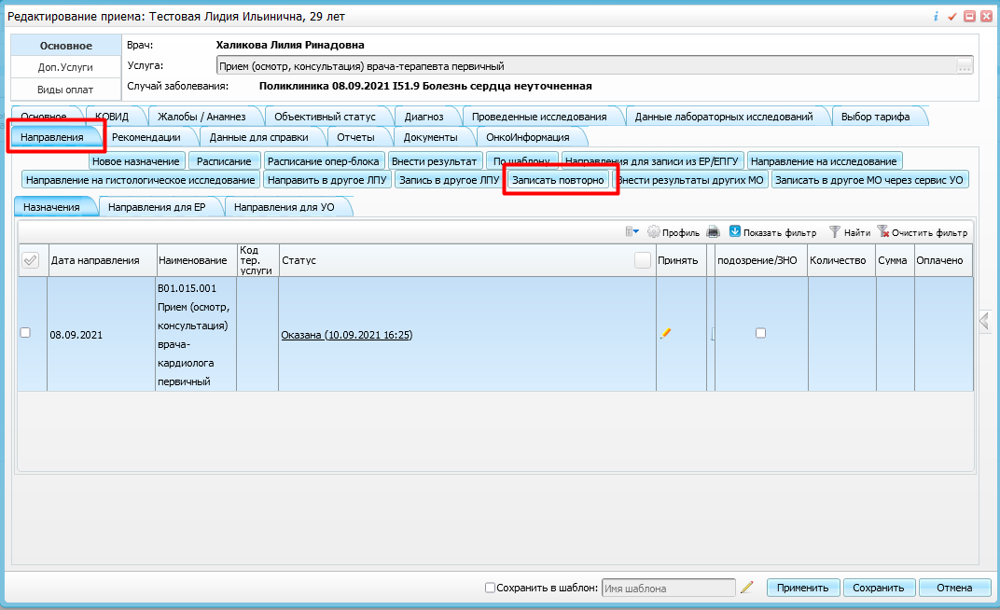 Редактирование приема: Тестовая Лидия Ильинична, 29 лет
Основное
Доп.Услуги
Виды оплат
Врач: Халикова Лилия Ринадовна
Услуга: Прием (осмотр, консультация) врача-терапевта первичный ...
Случай заболевания: Поликлиника 08.09.2021 I51.9 Болезнь сердца неуточненная
Основное КОВИД Жалобы / Анамнез Объективный статус Диагноз Проведенные исследования Данные лабораторных исследований Выбор тарифа
Направления Рекомендации Данные для справки Отчеты Документы ОнкоИнформация
Новое назначение Расписание Расписание опер-блока Внести результат По шаблону Направления для записи из ЕР/ЕПГУ Направление на исследование
Направление на гистологическое исследование Направить в другое ЛПУ Запись в другое ЛПУ Записать повторно Внести результаты других МО Записать в другое МО через сервис УО
Назначения Направления для ЕР Направления для УО
Профиль Показать фильтр Найти Очистить фильтр
Дата направления Наименование Код тер. услуги Статус Принять подозрение/ЗНО Количество Сумма Оплачено
08.09.2021
B01.015.001
Прием (осмотр,
консультация)
врача-
кардиолога
первичный
Оказана (10.09.2021 16:25)
Сохранить в шаблон: Имя шаблона Применить Сохранить Отмена